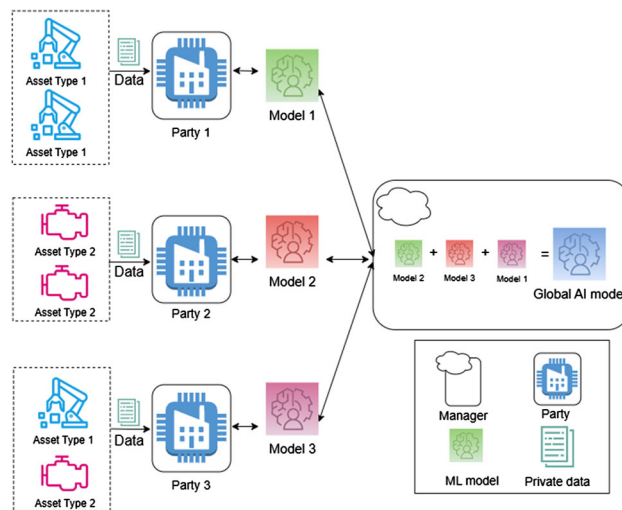 Asset Type 1
Data
Party 1
Model 1
Asset Type 1
Asset Type 2
Data
Party 2
Model 2
Asset Type 2
+ + =
Model 2 Model 3 Model 1 Global AI model
Asset Type 1
Data
Party 3
Model 3
Asset Type 2
Manager Party
ML model Private data